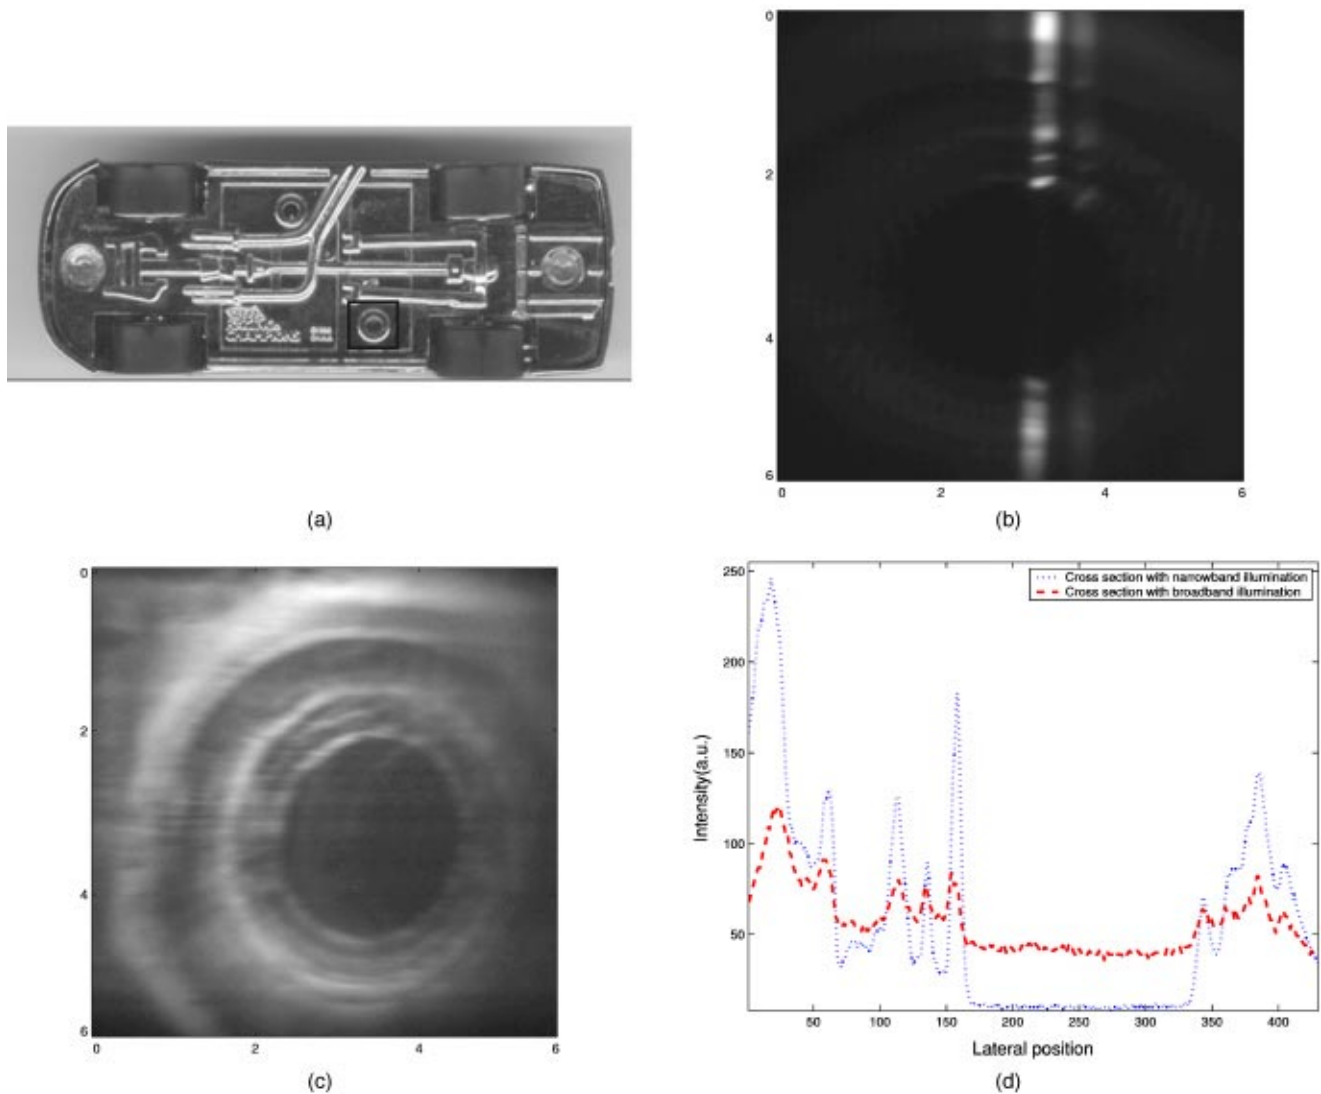 0
2
4
6
0 2 4 6
(a)
(b)
0
2
4
6
0 2 4 6
(c)
250
200
150
100
50
Intensity(a.u.)
Cross section with narrowband illumination
Cross section with broadband illumination
50 100 150 200 250 300 350 400
Lateral position
(d)